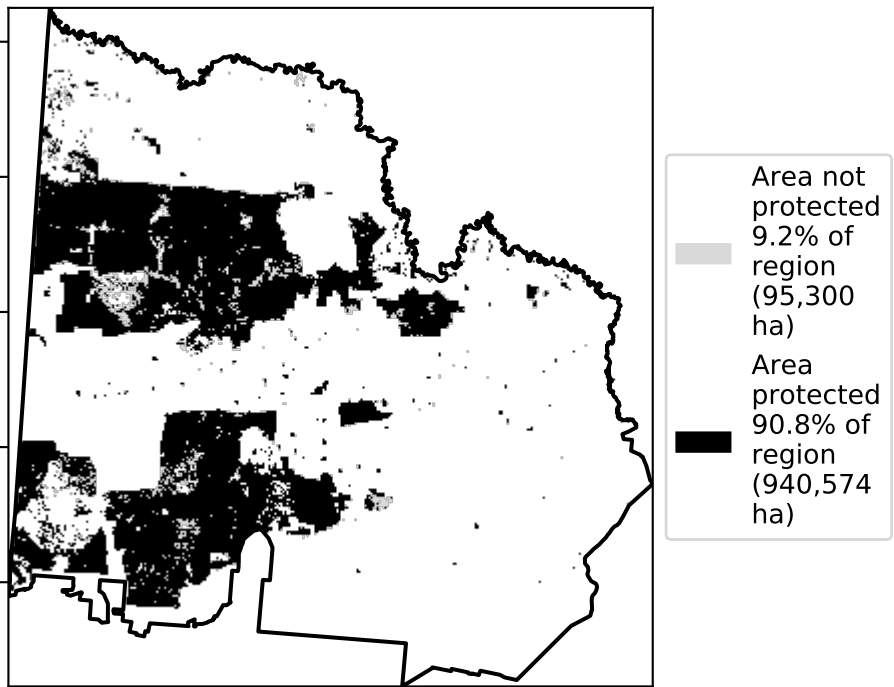 Area not
protected
9.2% of
region
(95,300
ha)
Area
protected
90.8% of
region
(940,574
ha)